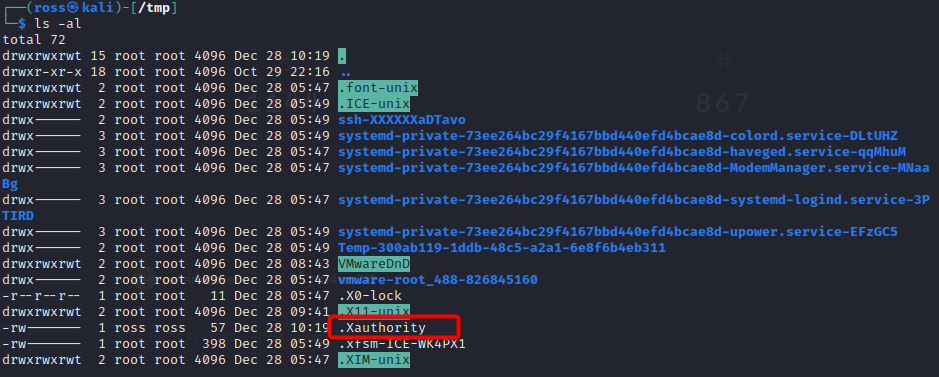 ┌──(ross㉿kali)-[/tmp]
└─$ ls -al
total 72
drwxrwxrwt 15 root root 4096 Dec 28 10:19 .
drwxr-xr-x 18 root root 4096 Oct 29 22:16 ..
drwxrwxrwt  2 root root 4096 Dec 28 05:47 .font-unix
drwxrwxrwt  2 root root 4096 Dec 28 05:49 .ICE-unix
drwx------  2 root root 4096 Dec 28 05:49 ssh-XXXXXXaDTavo
drwx------  3 root root 4096 Dec 28 05:49 systemd-private-73ee264bc29f4167bbd440efd4bcae8d-colord.service-DLtUHZ
drwx------  3 root root 4096 Dec 28 05:47 systemd-private-73ee264bc29f4167bbd440efd4bcae8d-haveged.service-qqMhuM
drwx------  3 root root 4096 Dec 28 05:47 systemd-private-73ee264bc29f4167bbd440efd4bcae8d-ModemManager.service-MNaa
Bg
drwx------  3 root root 4096 Dec 28 05:47 systemd-private-73ee264bc29f4167bbd440efd4bcae8d-systemd-logind.service-3P
TIRD
drwx------  3 root root 4096 Dec 28 05:47 systemd-private-73ee264bc29f4167bbd440efd4bcae8d-upower.service-EFzGC5
drwx------  2 root root 4096 Dec 28 05:49 Temp-300ab119-1ddb-48c5-a2a1-6e8f6b4eb311
drwxrwxrwt  2 root root 4096 Dec 28 08:43 VMwareDnD
drwx------  2 root root 4096 Dec 28 05:47 vmware-root_488-826845160
-r--r--r--  1 root root   11 Dec 28 05:47 .X0-lock
drwxrwxrwt  2 root root 4096 Dec 28 09:41 .X11-unix
-rw-------  1 ross ross   57 Dec 28 10:19 .Xauthority
-rw-------  1 root root  398 Dec 28 05:49 .xfsm-ICE-WK4PX1
drwxrwxrwt  2 root root 4096 Dec 28 05:47 .XIM-unix
#
867